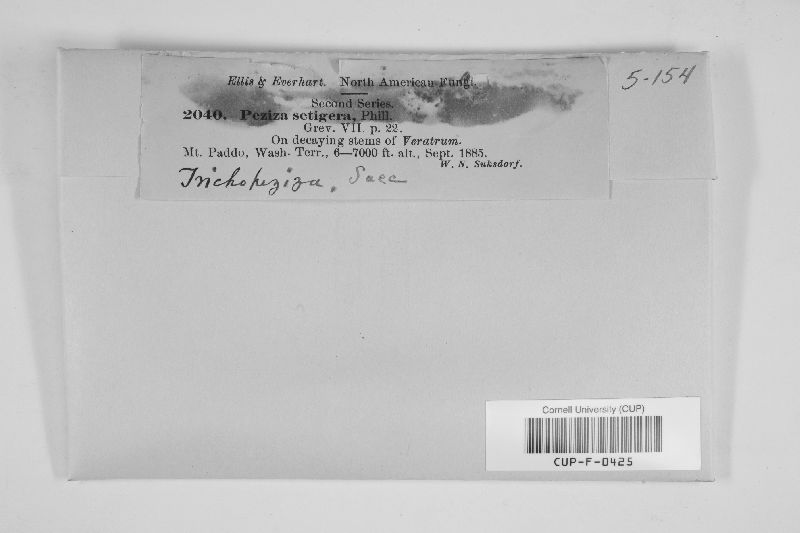 Ellis & Everhart. North American Fungi.
Second Series.
2040. Peziza setigera, Phill.
Grev. VII. p. 22.
On decaying stems of Veratrum.
Mt. Paddo, Wash. Terr., 6—7000 ft. alt., Sept. 1885.
W. N. Suksdorf.
Trichopeziza, Sacc
5-154
Cornell University (CUP)
CUP-F-0425